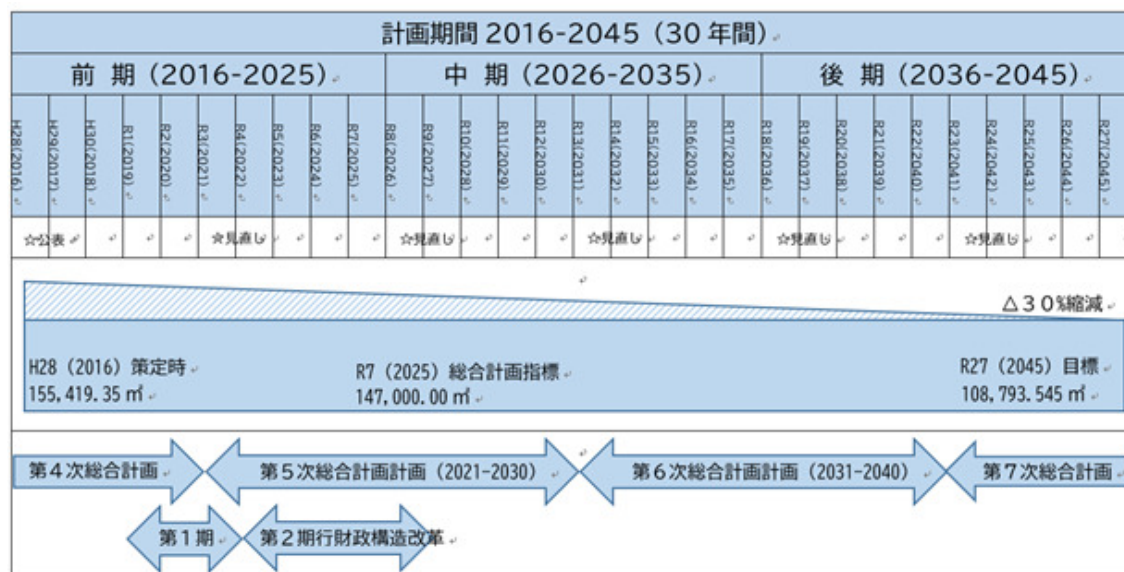 計画期間 2016-2045（30 年間）
前 期（2016-2025） 中 期（2026-2035） 後 期（2036-2045）
H28(2016) H29(2017) H30(2018) R1(2019) R2(2020) R3(2021) R4(2022) R5(2023) R6(2024) R7(2025) R8(2026) R9(2027) R10(2028) R11(2029) R12(2030) R13(2031) R14(2032) R15(2033) R16(2034) R17(2035) R18(2036) R19(2037) R20(2038) R21(2039) R22(2040) R23(2041) R24(2042) R25(2043) R26(2044) R27(2045)
☆公表 ☆見直し ☆見直し ☆見直し ☆見直し ☆見直し
△３０%縮減
H28（2016）策定時 R7（2025）総合計画指標 R27（2045）目標
155,419.35 ㎡ 147,000.00 ㎡ 108,793.545 ㎡
第４次総合計画 第５次総合計画計画（2021-2030） 第６次総合計画計画（2031-2040） 第７次総合計画
第１期 第２期行財政構造改革